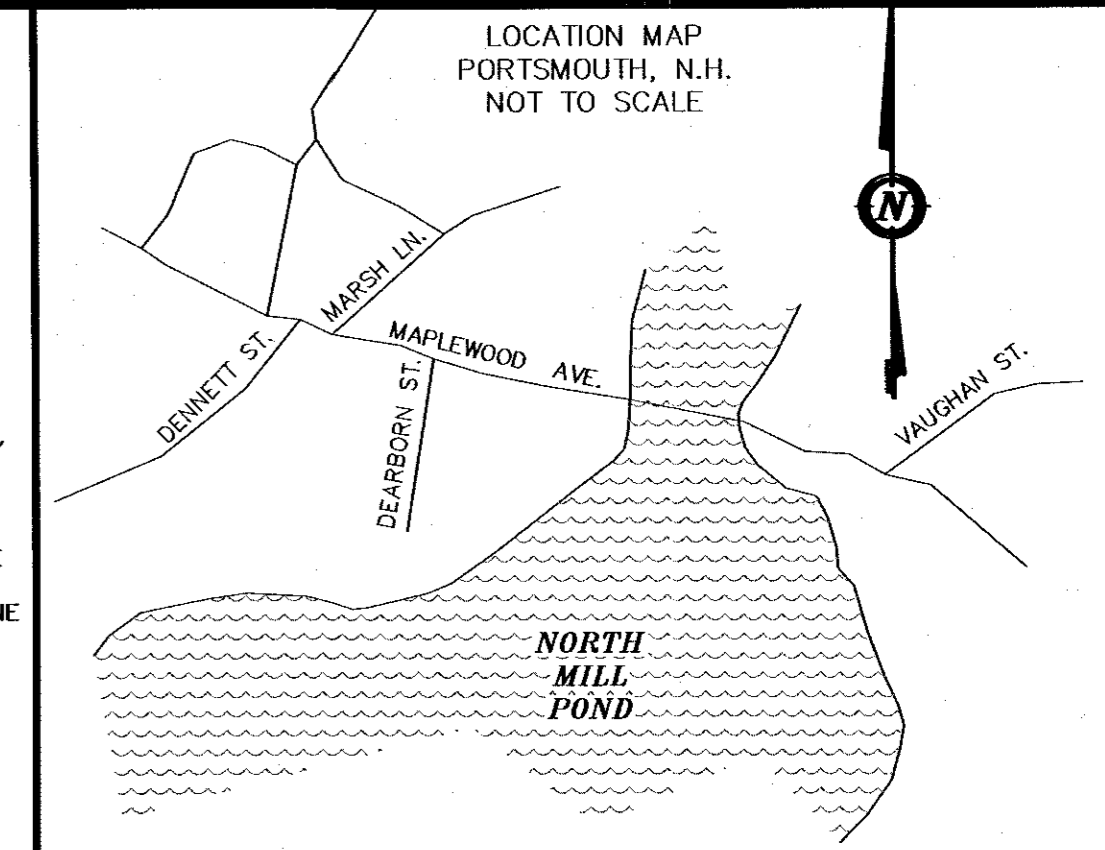 LOCATION MAP
PORTSMOUTH, N.H.
NOT TO SCALE
N
MARSH LN.
MAPLEWOOD AVE.
DENNETT ST.
DEARBORN ST.
VAUGHAN ST.
NORTH
MILL
POND